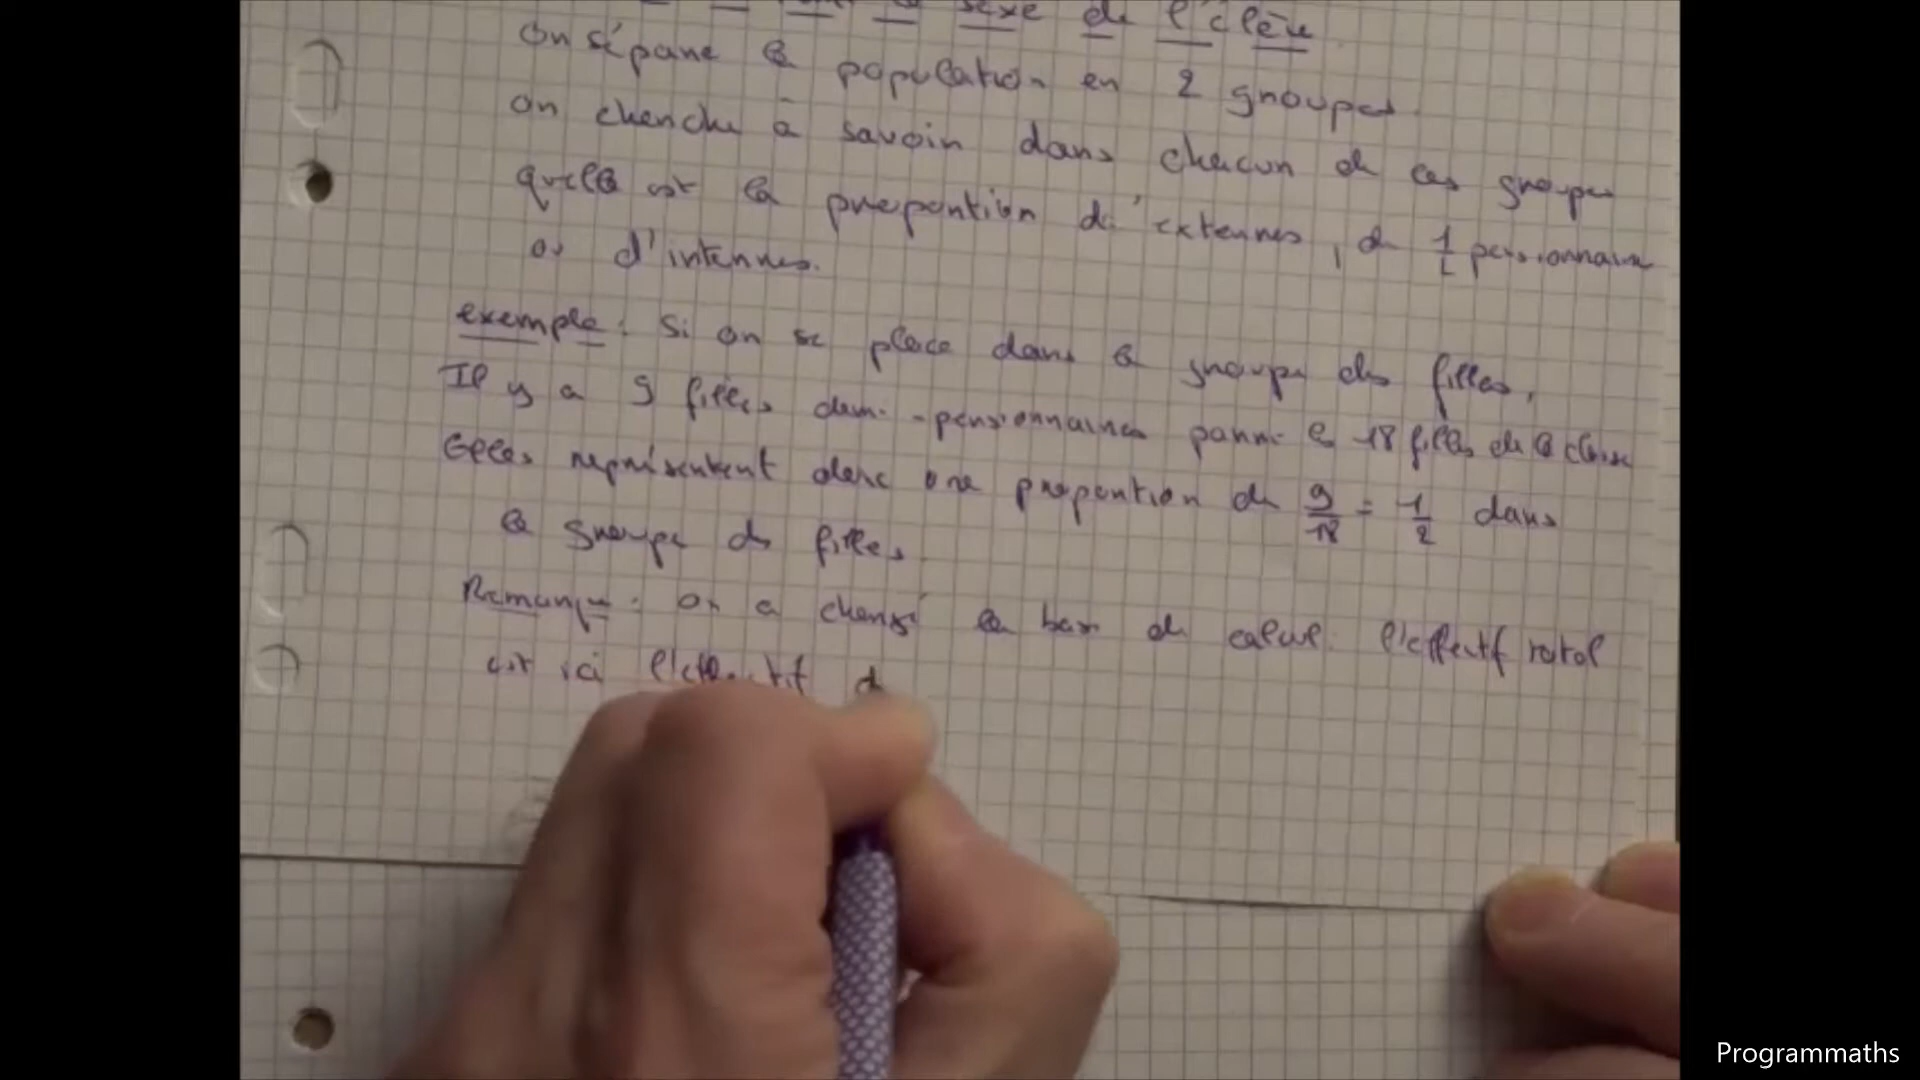 sexe de l'élève
On sépare la population en 2 groupes.
On cherche à savoir dans chacun de ces groupes
quelle est la proportion d'externes, de 1/2 pensionnaires
ou d'internes.
exemple : Si on se place dans le groupe des filles,
Il y a 9 filles demi-pensionnaires parmi les 18 filles de la classe
Elles représentent donc une proportion de 9/18 = 1/2 dans
le groupe des filles.
Remarque : On a changé la base de calcul. l'effectif total
est ici l'effectif d
Programmaths